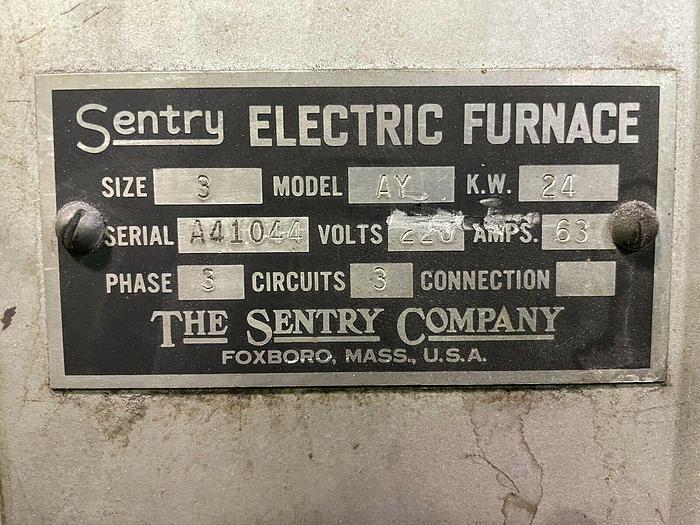 Sentry ELECTRIC FURNACE
SIZE 3 MODEL AY K.W. 24
SERIAL A41044 VOLTS 220 AMPS. 63
PHASE 3 CIRCUITS 3 CONNECTION
THE SENTRY COMPANY
FOXBORO, MASS., U.S.A.